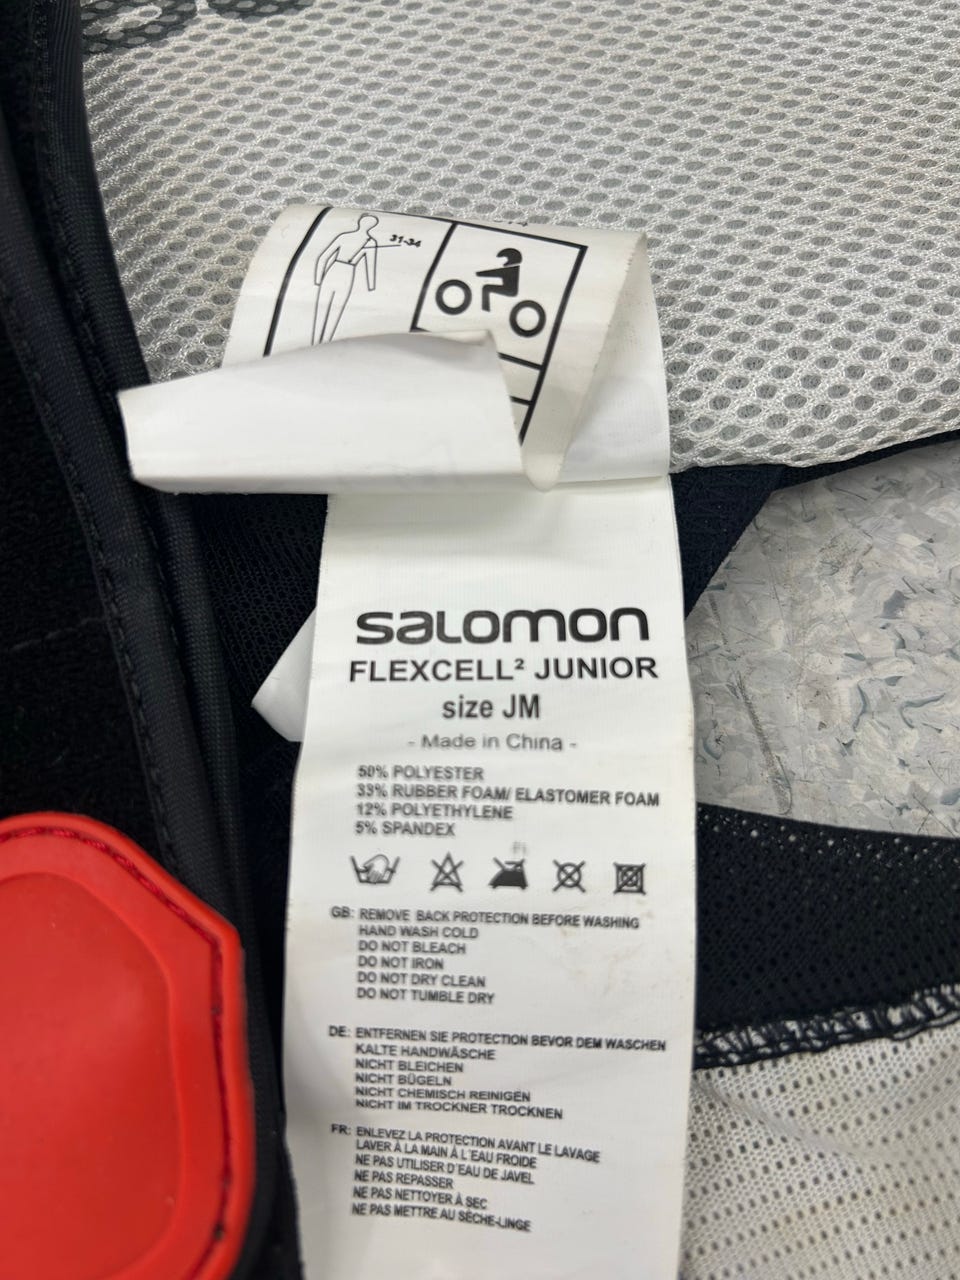 31-34
salomon
FLEXCELL² JUNIOR
size JM
- Made in China -
50% POLYESTER
33% RUBBER FOAM/ ELASTOMER FOAM
12% POLYETHYLENE
5% SPANDEX
GB: REMOVE BACK PROTECTION BEFORE WASHING
HAND WASH COLD
DO NOT BLEACH
DO NOT IRON
DO NOT DRY CLEAN
DO NOT TUMBLE DRY
DE: ENTFERNEN SIE PROTECTION BEVOR DEM WASCHEN
KALTE HANDWÄSCHE
NICHT BLEICHEN
NICHT BÜGELN
NICHT CHEMISCH REINIGEN
NICHT IM TROCKNER TROCKNEN
FR: ENLEVEZ LA PROTECTION AVANT LE LAVAGE
LAVER À LA MAIN À L'EAU FROIDE
NE PAS UTILISER D'EAU DE JAVEL
NE PAS REPASSER
NE PAS NETTOYER À SEC
NE PAS METTRE AU SÈCHE-LINGE